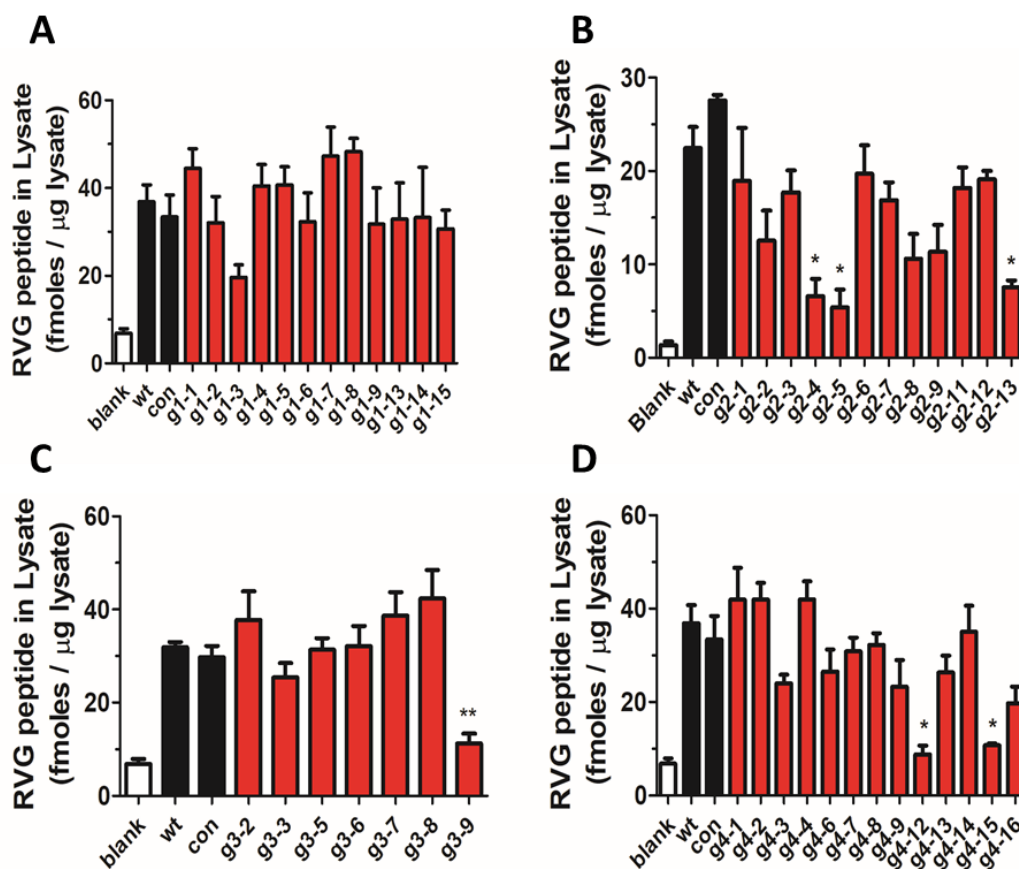 A
RVG peptide in Lysate
(fmoles / µg lysate)
60
40
20
0
blank
wt
con
g1-1
g1-2
g1-3
g1-4
g1-5
g1-6
g1-7
g1-8
g1-9
g1-13
g1-14
g1-15
B
RVG peptide in Lysate
(fmoles / µg lysate)
30
20
10
0
*
*
*
Blank
wt
con
g2-1
g2-2
g2-3
g2-4
g2-5
g2-6
g2-7
g2-8
g2-9
g2-11
g2-12
g2-13
C
RVG peptide in Lysate
(fmoles / µg lysate)
60
40
20
0
**
blank
wt
con
g3-2
g3-3
g3-5
g3-6
g3-7
g3-8
g3-9
D
RVG peptide in Lysate
(fmoles / µg lysate)
60
40
20
0
*
*
blank
wt
con
g4-1
g4-2
g4-3
g4-4
g4-6
g4-7
g4-8
g4-9
g4-12
g4-13
g4-14
g4-15
g4-16